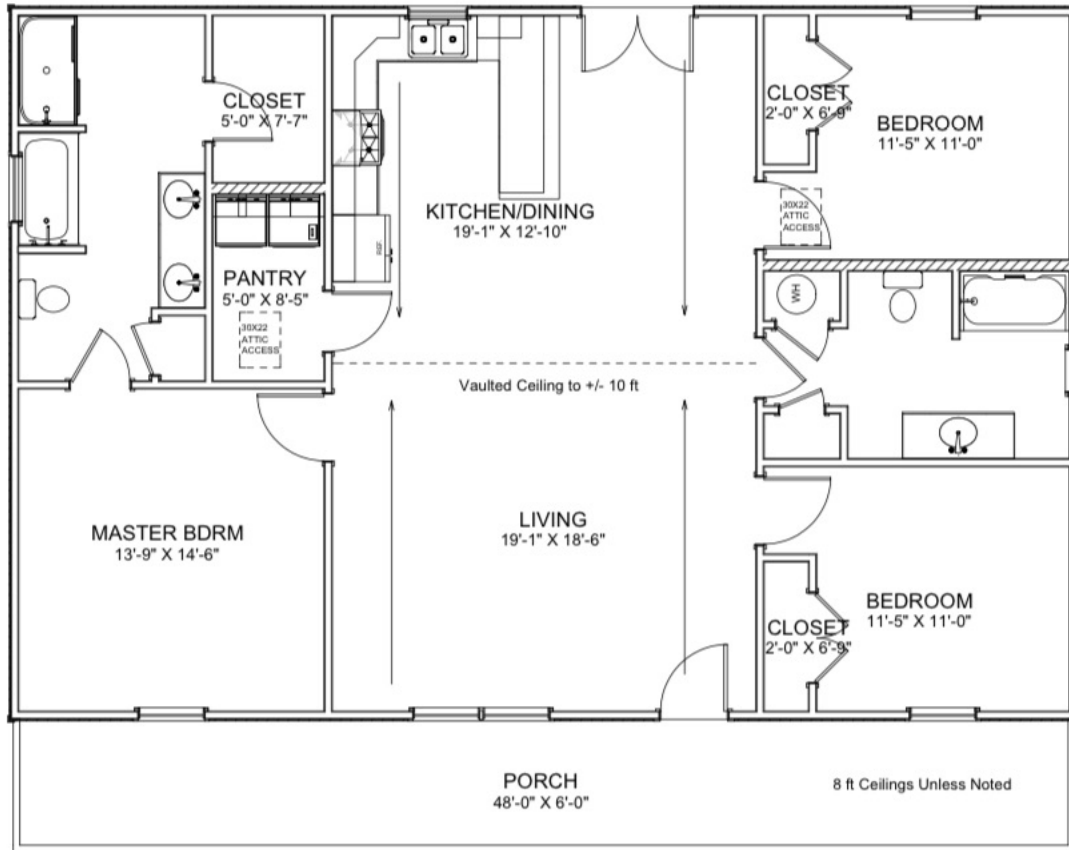 CLOSET
5'-0" X 7'-7"
CLOSET
2'-0" X 6'-9"
BEDROOM
11'-5" X 11'-0"
KITCHEN/DINING
19'-1" X 12'-10"
30X22
ATTIC
ACCESS
REF.
PANTRY
5'-0" X 8'-5"
30X22
ATTIC
ACCESS
WH
Vaulted Ceiling to +/- 10 ft
MASTER BDRM
13'-9" X 14'-6"
LIVING
19'-1" X 18'-6"
BEDROOM
11'-5" X 11'-0"
CLOSET
2'-0" X 6'-9"
PORCH
48'-0" X 6'-0"
8 ft Ceilings Unless Noted